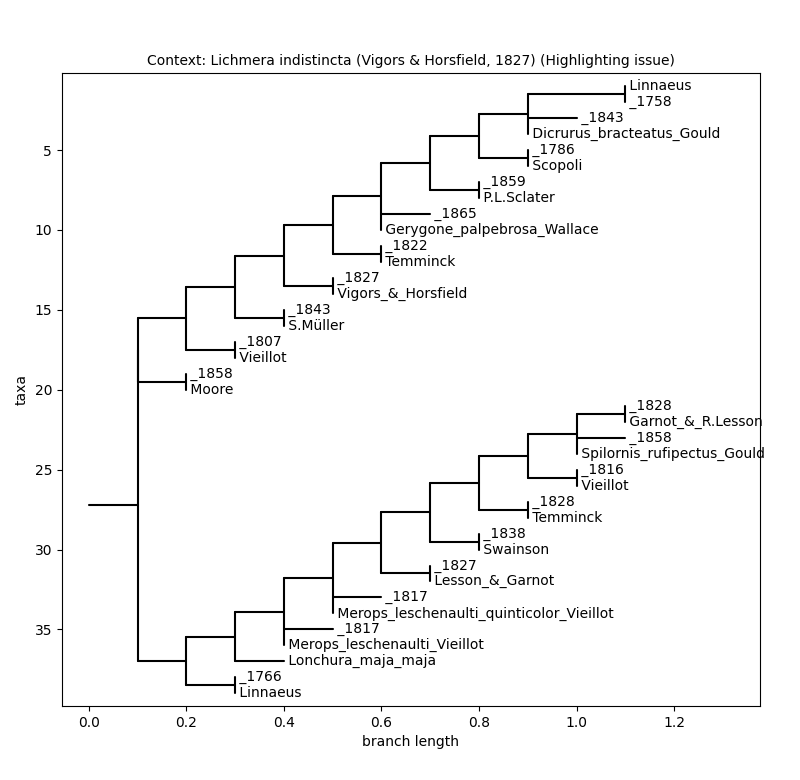 Context: Lichmera indistincta (Vigors & Horsfield, 1827) (Highlighting issue)
Linnaeus
_1758
_1843
Dicrurus_bracteatus_Gould
_1786
Scopoli
_1859
P.L.Sclater
_1865
Gerygone_palpebrosa_Wallace
_1822
Temminck
_1827
Vigors_&_Horsfield
_1843
S.Müller
_1807
Vieillot
_1858
Moore
_1828
Garnot_&_R.Lesson
_1858
Spilornis_rufipectus_Gould
_1816
Vieillot
_1828
Temminck
_1838
Swainson
_1827
Lesson_&_Garnot
_1817
Merops_leschenaulti_quinticolor_Vieillot
_1817
Merops_leschenaulti_Vieillot
Lonchura_maja_maja
_1766
Linnaeus
5
10
15
20
25
30
35
taxa
0.0 0.2 0.4 0.6 0.8 1.0 1.2
branch length